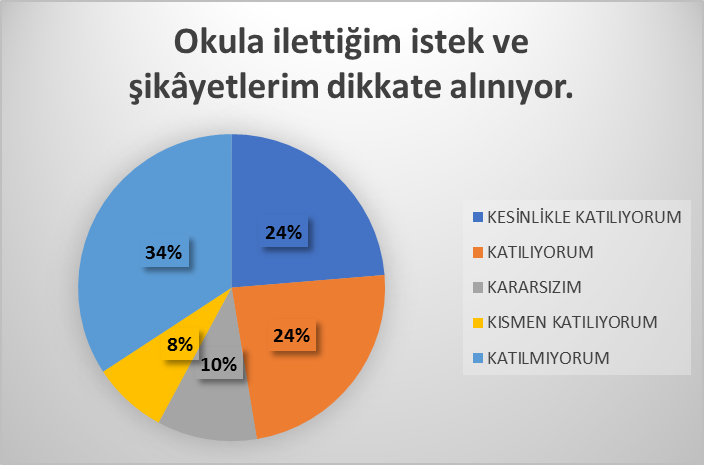 Okula ilettiğim istek ve
şikâyetlerim dikkate alınıyor.
24%
24%
10%
8%
34%
KESİNLİKLE KATILIYORUM
KATILIYORUM
KARARSIZIM
KISMEN KATILIYORUM
KATILMIYORUM